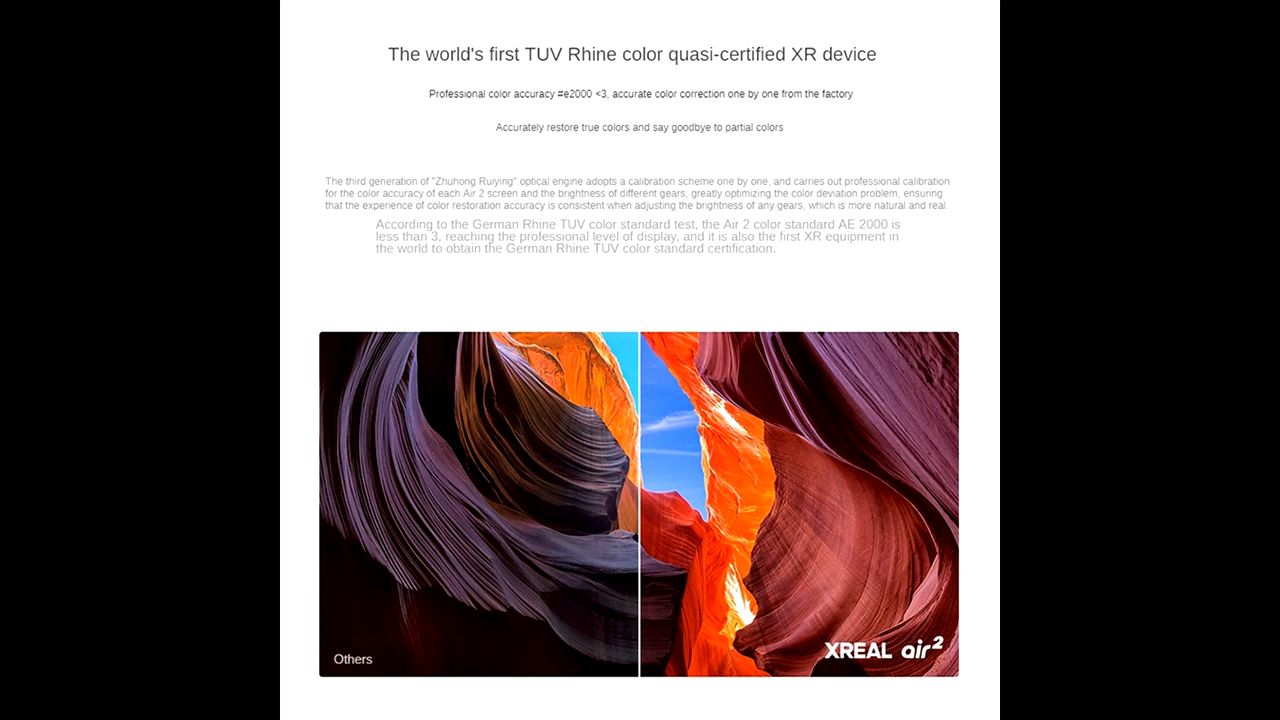 The world's first TUV Rhine color quasi-certified XR device
Professional color accuracy #e2000 <3, accurate color correction one by one from the factory
Accurately restore true colors and say goodbye to partial colors
The third generation of "Zhuhong Ruiying" optical engine adopts a calibration scheme one by one, and carries out professional calibration
for the color accuracy of each Air 2 screen and the brightness of different gears, greatly optimizing the color deviation problem, ensuring
that the experience of color restoration accuracy is consistent when adjusting the brightness of any gears, which is more natural and real.
According to the German Rhine TUV color standard test, the Air 2 color standard AE 2000 is
less than 3, reaching the professional level of display, and it is also the first XR equipment in
the world to obtain the German Rhine TUV color standard certification.
Others
XREAL air²